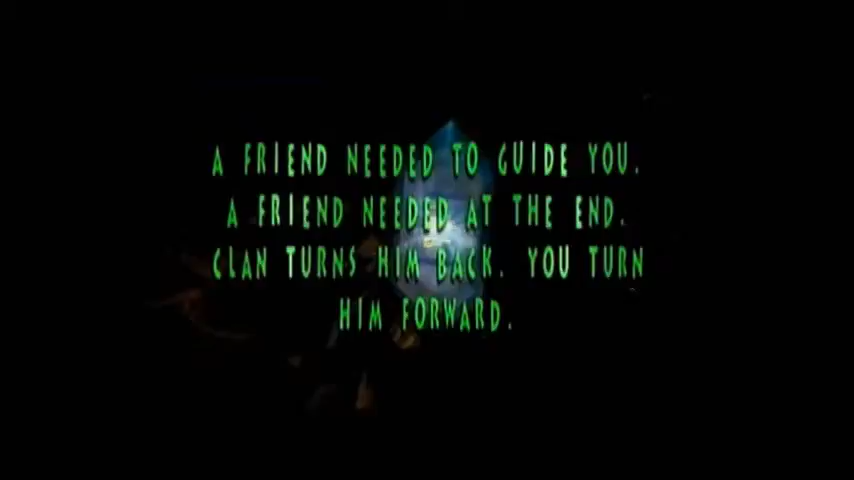 A FRIEND NEEDED TO GUIDE YOU.
A FRIEND NEEDED AT THE END.
CLAN TURNS HIM BACK. YOU TURN
HIM FORWARD.